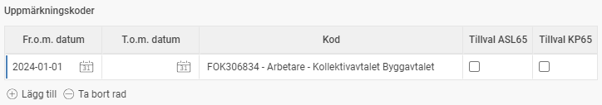 Uppmärkningskoder
Fr.o.m. datum T.o.m. datum Kod Tillval ASL65 Tillval KP65
2024-01-01 FOK306834 - Arbetare - Kollektivavtalet Byggavtalet
Lägg till Ta bort rad